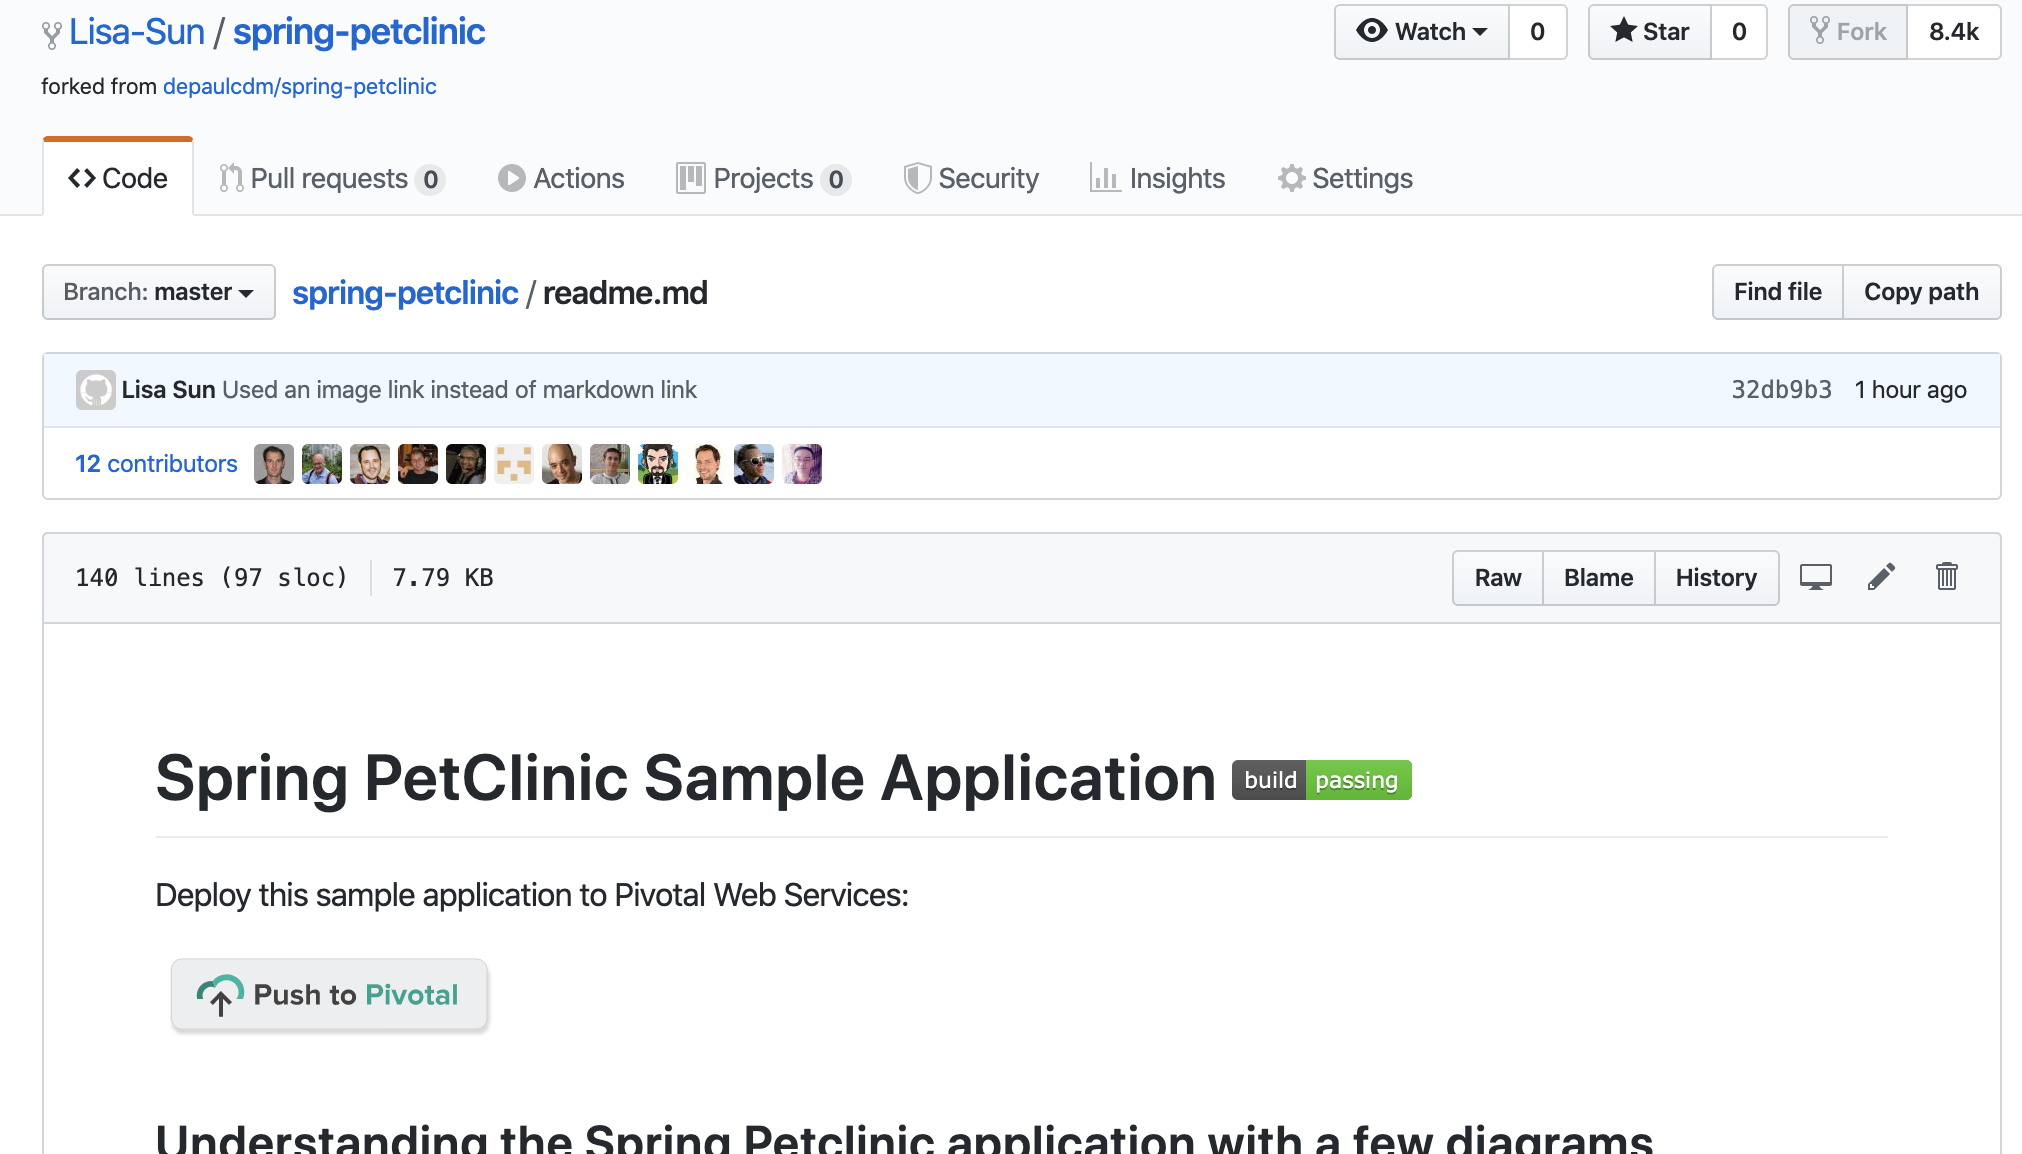 Lisa-Sun / spring-petclinic Watch 0 Star 0 Fork 8.4k
forked from depaulcdm/spring-petclinic
Code Pull requests 0 Actions Projects 0 Security Insights Settings
Branch: master spring-petclinic / readme.md Find file Copy path
Lisa Sun Used an image link instead of markdown link 32db9b3 1 hour ago
12 contributors
140 lines (97 sloc) 7.79 KB Raw Blame History
Spring PetClinic Sample Application build passing
Deploy this sample application to Pivotal Web Services:
Push to Pivotal
Understanding the Spring Petclinic application with a few diagrams